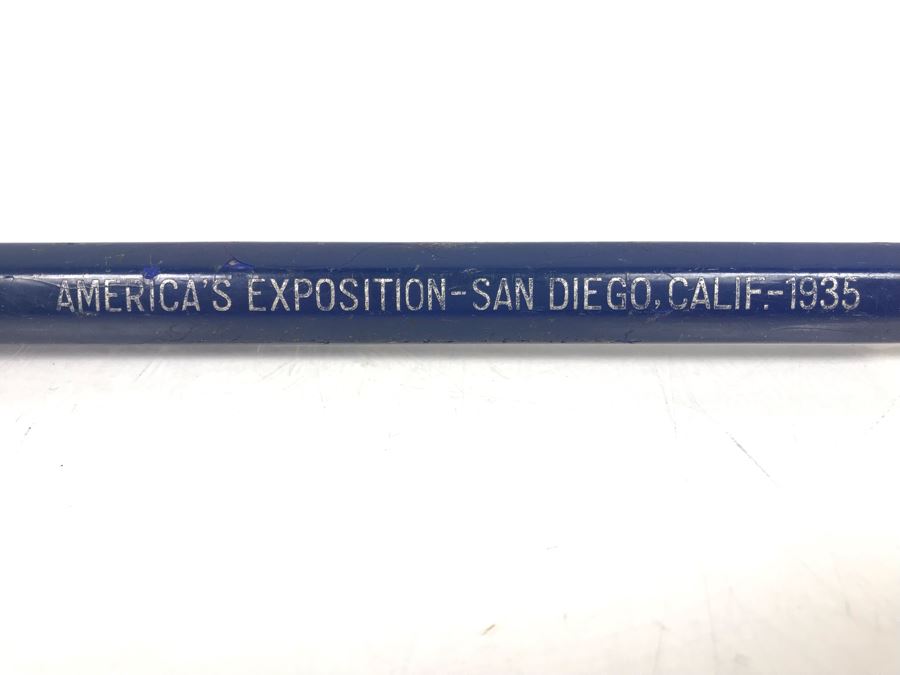 AMERICA'S EXPOSITION-SAN DIEGO, CALIF.-1935